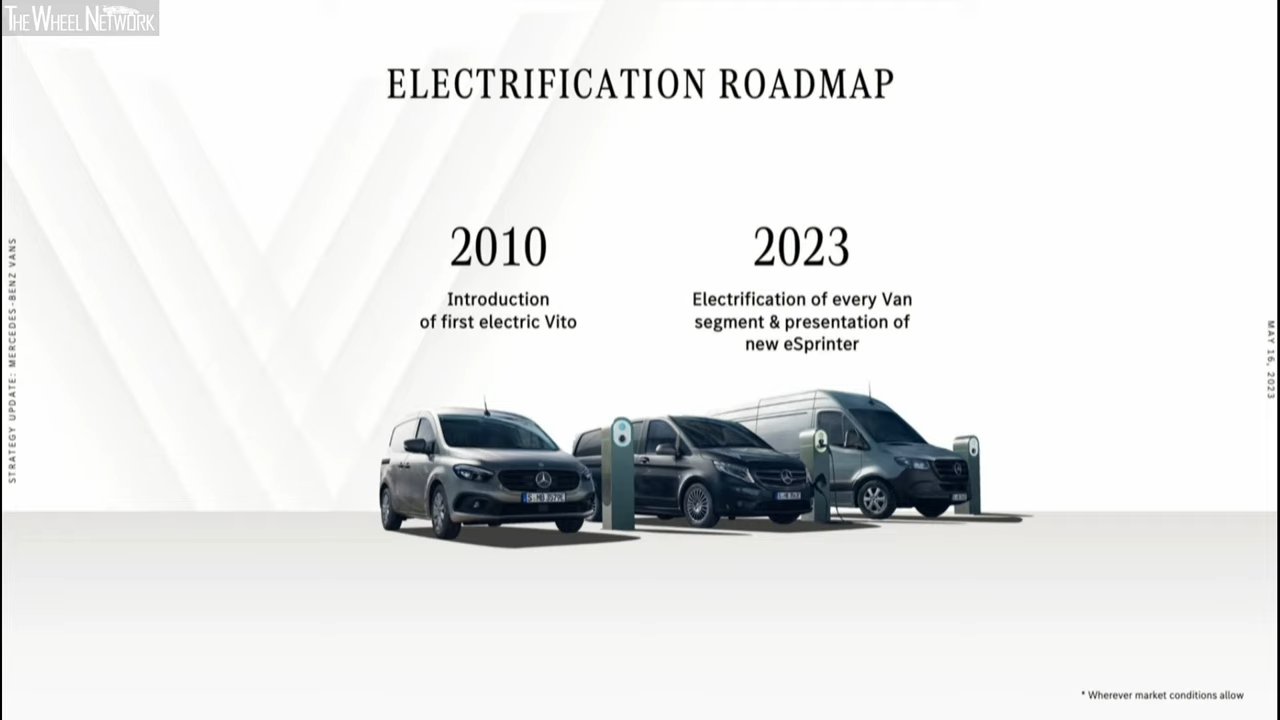 THE WHEEL NETWORK
ELECTRIFICATION ROADMAP
2010
Introduction
of first electric Vito
2023
Electrification of every Van
segment & presentation of
new eSprinter
STRATEGY UPDATE: MERCEDES-BENZ VANS
MAY 16, 2023
* Wherever market conditions allow